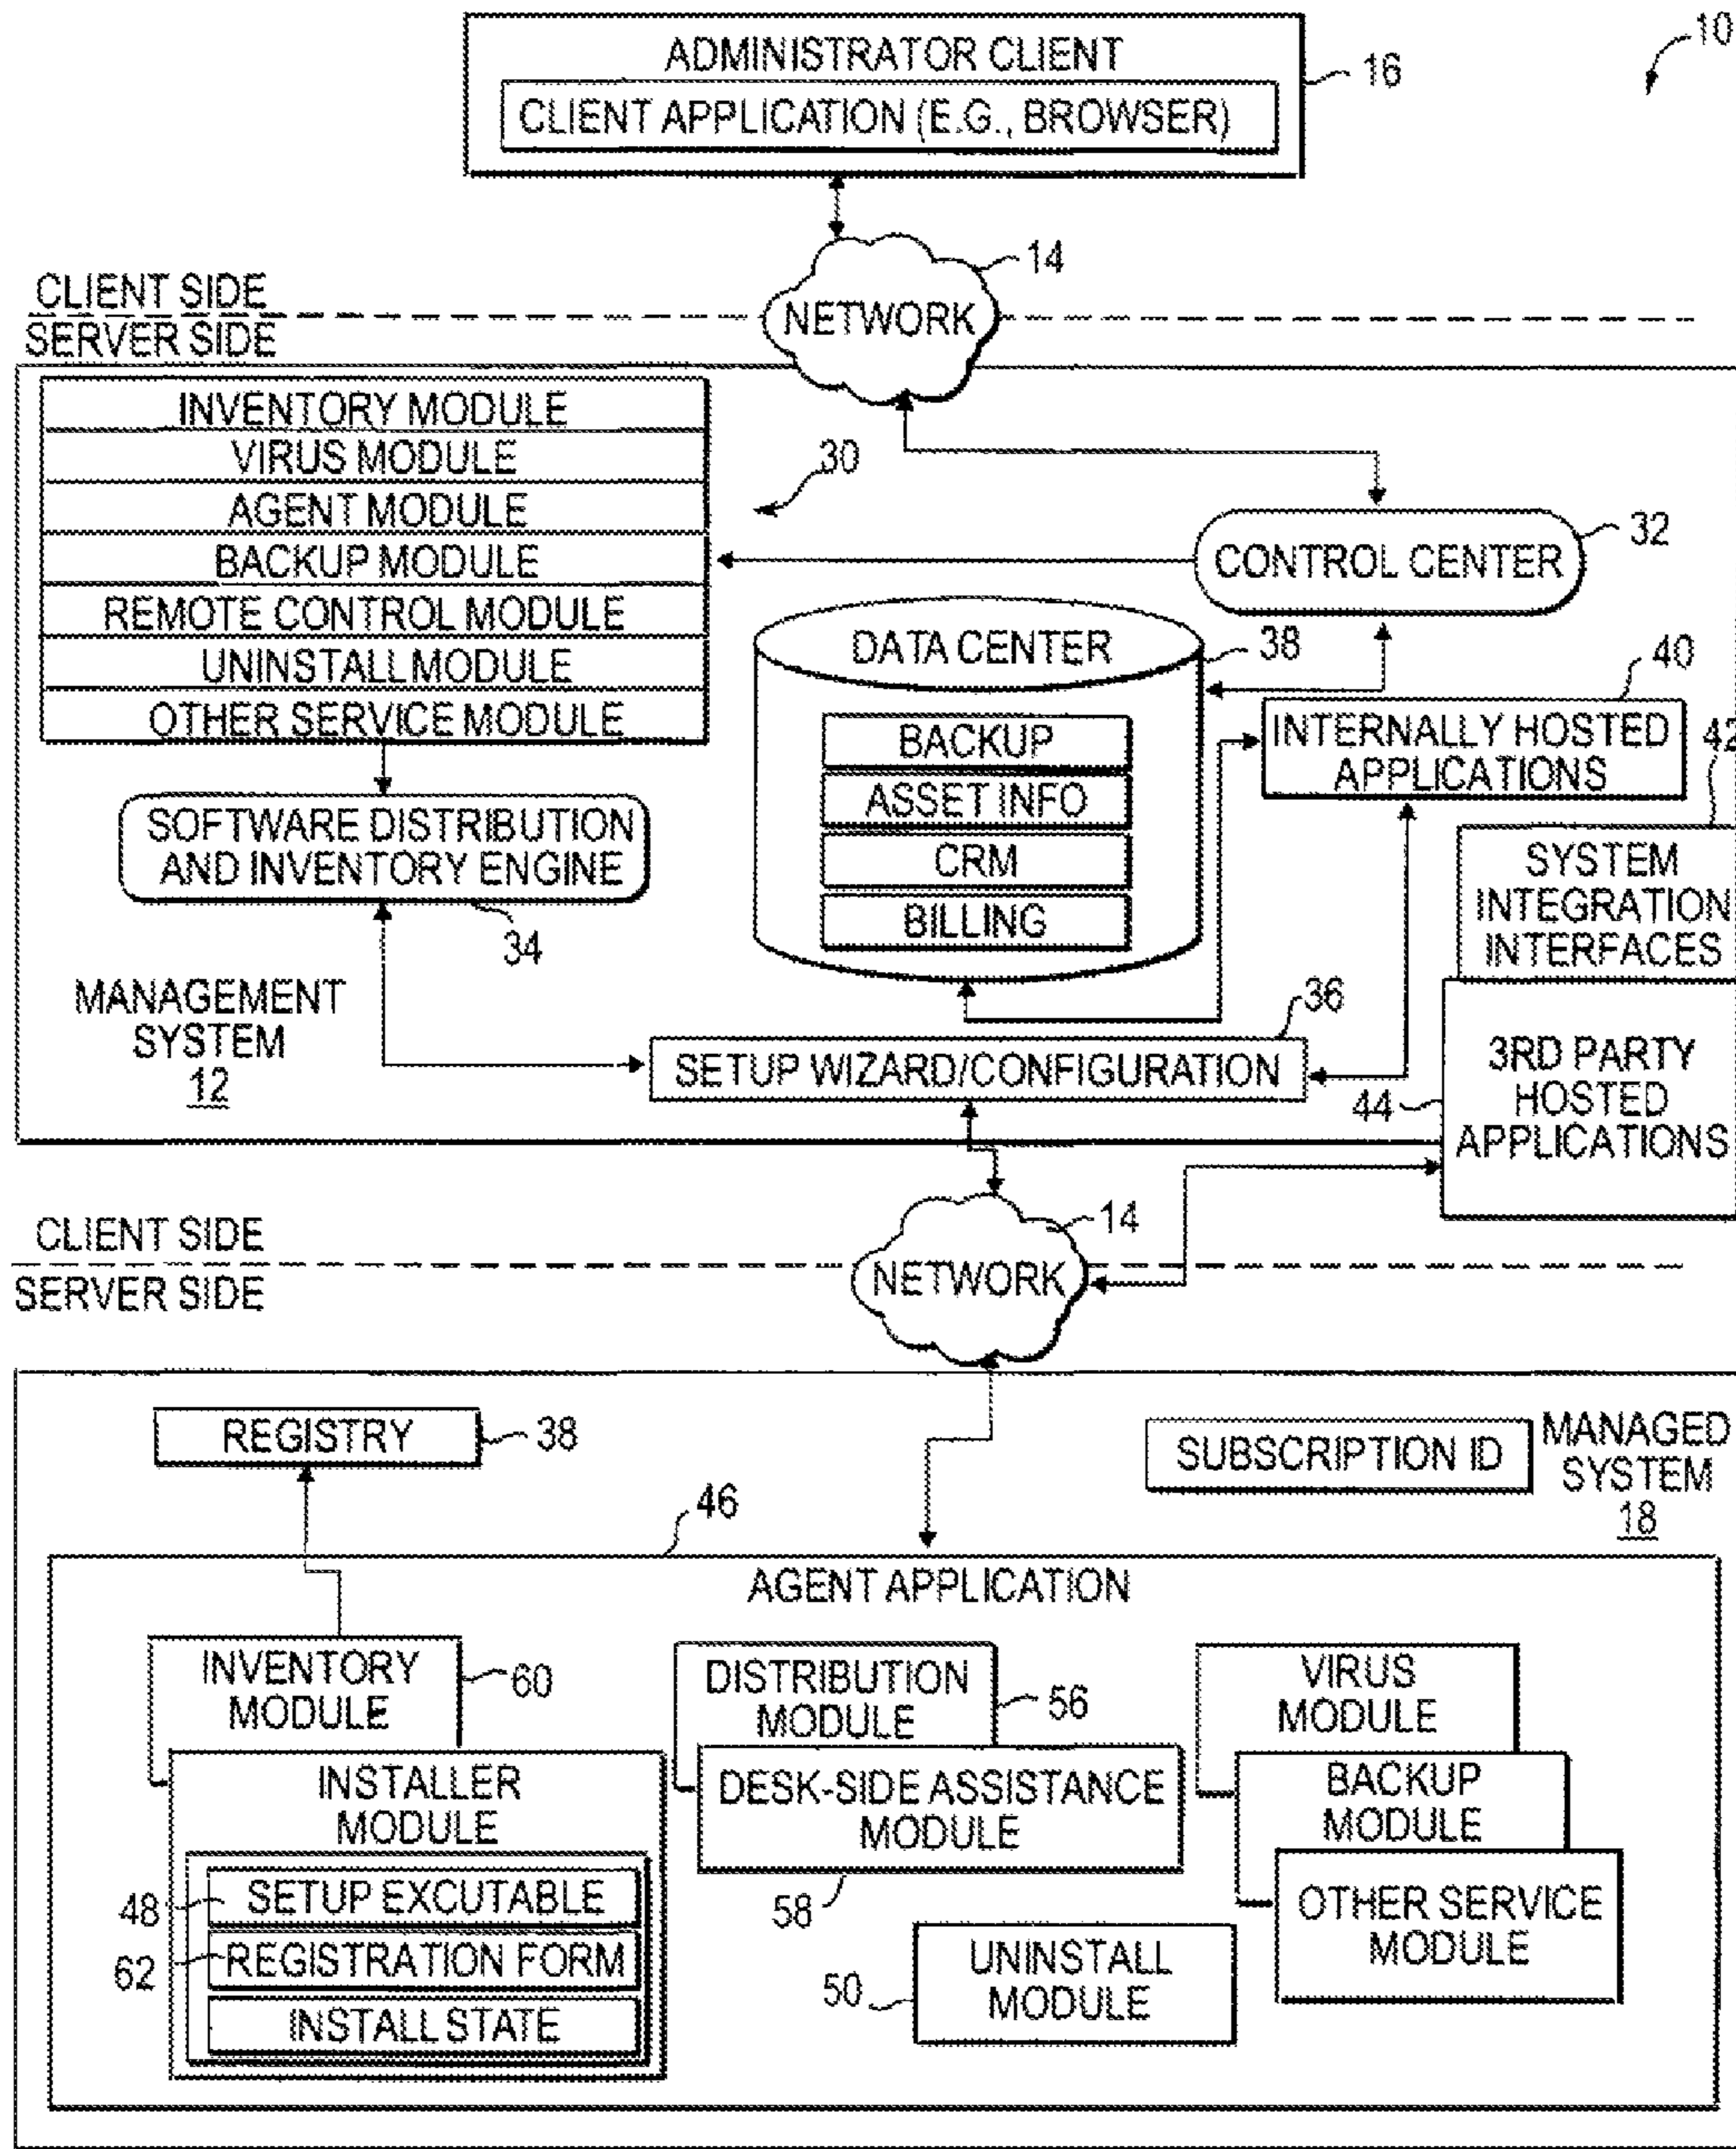 10
ADMINISTRATOR CLIENT
16
CLIENT APPLICATION (E.G., BROWSER)
14
NETWORK
CLIENT SIDE
SERVER SIDE
INVENTORY MODULE
VIRUS MODULE
AGENT MODULE
BACKUP MODULE
REMOTE CONTROL MODULE
UNINSTALL MODULE
OTHER SERVICE MODULE
30
32
CONTROL CENTER
DATA CENTER
38
BACKUP
ASSET INFO
CRM
BILLING
40
INTERNALLY HOSTED
APPLICATIONS
42
SYSTEM
INTEGRATION
INTERFACES
SOFTWARE DISTRIBUTION
AND INVENTORY ENGINE
34
MANAGEMENT
SYSTEM
12
36
SETUP WIZARD/CONFIGURATION
3RD PARTY
HOSTED
APPLICATIONS
44
14
NETWORK
CLIENT SIDE
SERVER SIDE
REGISTRY
38
SUBSCRIPTION ID
MANAGED
SYSTEM
18
46
AGENT APPLICATION
INVENTORY
MODULE
60
INSTALLER
MODULE
SETUP EXCUTABLE
48
REGISTRATION FORM
62
INSTALL STATE
DISTRIBUTION
MODULE
56
DESK-SIDE ASSISTANCE
MODULE
58
UNINSTALL
MODULE
50
VIRUS
MODULE
BACKUP
MODULE
OTHER SERVICE
MODULE